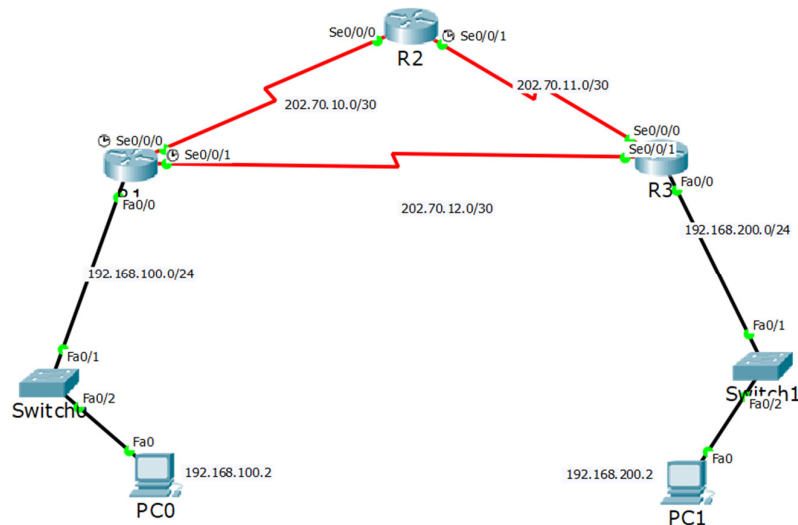 Se0/0/0
Se0/0/1
R2
202.70.10.0/30
202.70.11.0/30
Se0/0/0
Se0/0/1
Se0/0/0
Se0/0/1
R3
Fa0/0
Fa0/0
202.70.12.0/30
192.168.200.0/24
192.168.100.0/24
Fa0/1
Fa0/1
Switch0
Fa0/2
Switch1
Fa0/2
Fa0
192.168.100.2
PC0
Fa0
192.168.200.2
PC1